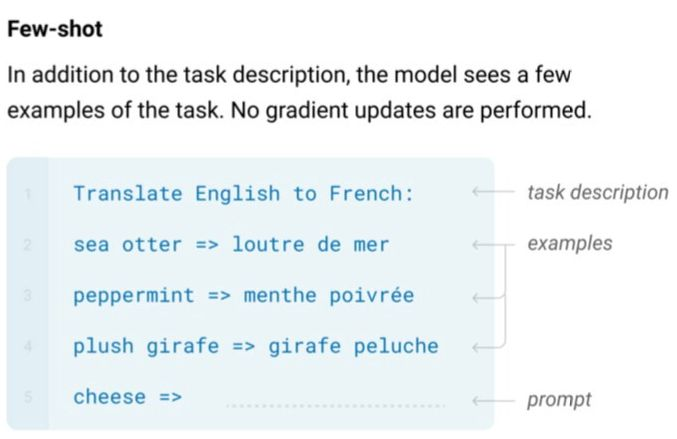 Few-shot
In addition to the task description, the model sees a few
examples of the task. No gradient updates are performed.
1 Translate English to French: task description
2 sea otter => loutre de mer examples
3 peppermint => menthe poivrée
4 plush girafe => girafe peluche
5 cheese => prompt